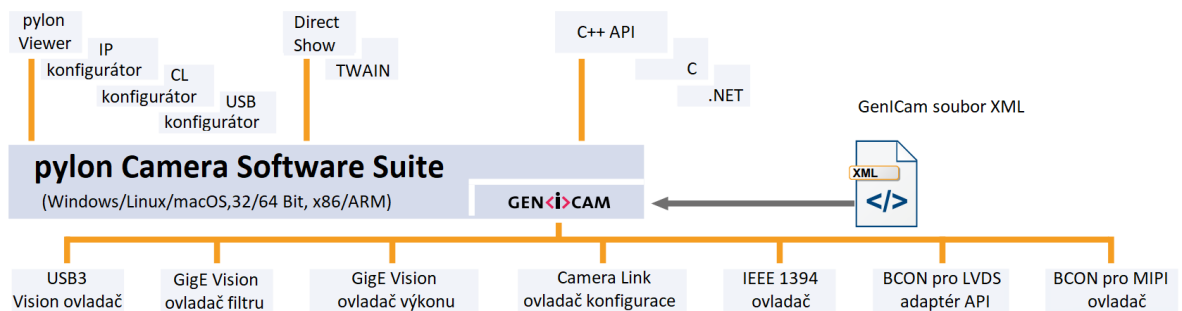 pylon
Viewer
IP
konfigurátor
CL
konfigurátor
USB
konfigurátor
Direct
Show
TWAIN
C++ API
C
.NET
GenICam soubor XML
XML
</>
pylon Camera Software Suite
(Windows/Linux/macOS,32/64 Bit, x86/ARM)
GEN<i>CAM
USB3
Vision ovladač
GigE Vision
ovladač filtru
GigE Vision
ovladač výkonu
Camera Link
ovladač konfigurace
IEEE 1394
ovladač
BCON pro LVDS
adaptér API
BCON pro MIPI
ovladač